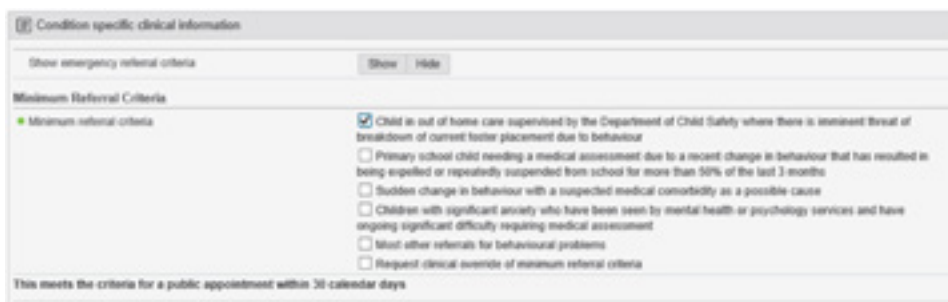 Condition specific clinical information
Show emergency referral criteria Show Hide
Minimum Referral Criteria
Minimum referral criteria
Child in out of home care supervised by the Department of Child Safety where there is imminent threat of
breakdown of current foster placement due to behaviour
Primary school child needing a medical assessment due to a recent change in behaviour that has resulted in
being expelled or repeatedly suspended from school for more than 50% of the last 3 months
Sudden change in behaviour with a suspected medical comorbidity as a possible cause
Children with significant anxiety who have been seen by mental health or psychology services and have
ongoing significant difficulty requiring medical assessment
Most other referrals for behavioural problems
Request clinical override of minimum referral criteria
This meets the criteria for a public appointment within 30 calendar days